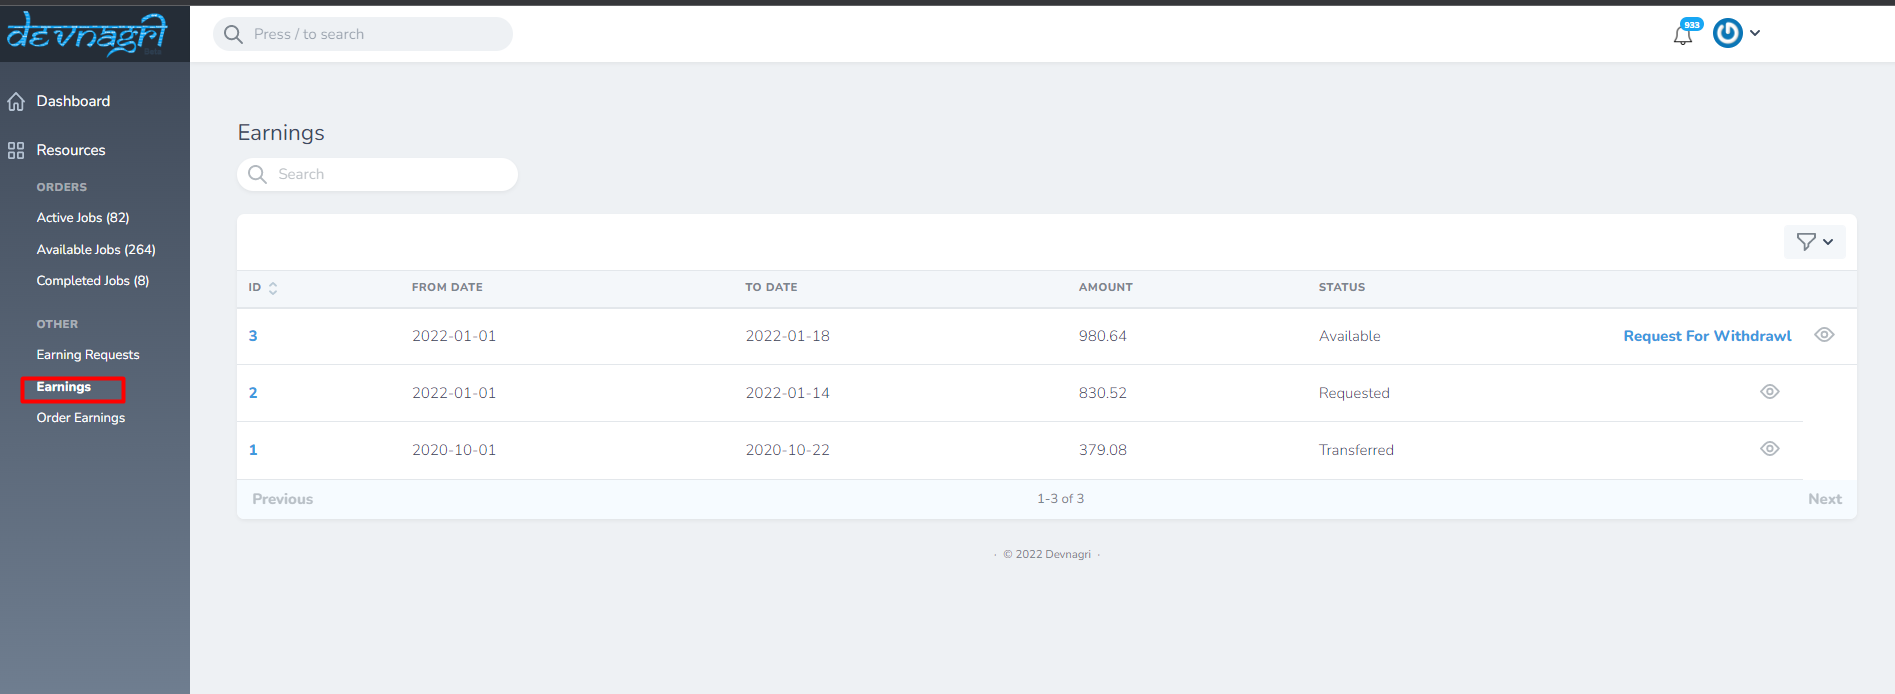 devnagri
Beta
Press / to search
933
Dashboard
Resources
ORDERS
Active Jobs (82)
Available Jobs (264)
Completed Jobs (8)
OTHER
Earning Requests
Earnings
Order Earnings
Earnings
Search
ID FROM DATE TO DATE AMOUNT STATUS
3 2022-01-01 2022-01-18 980.64 Available Request For Withdrawl
2 2022-01-01 2022-01-14 830.52 Requested
1 2020-10-01 2020-10-22 379.08 Transferred
Previous 1-3 of 3 Next
· © 2022 Devnagri ·